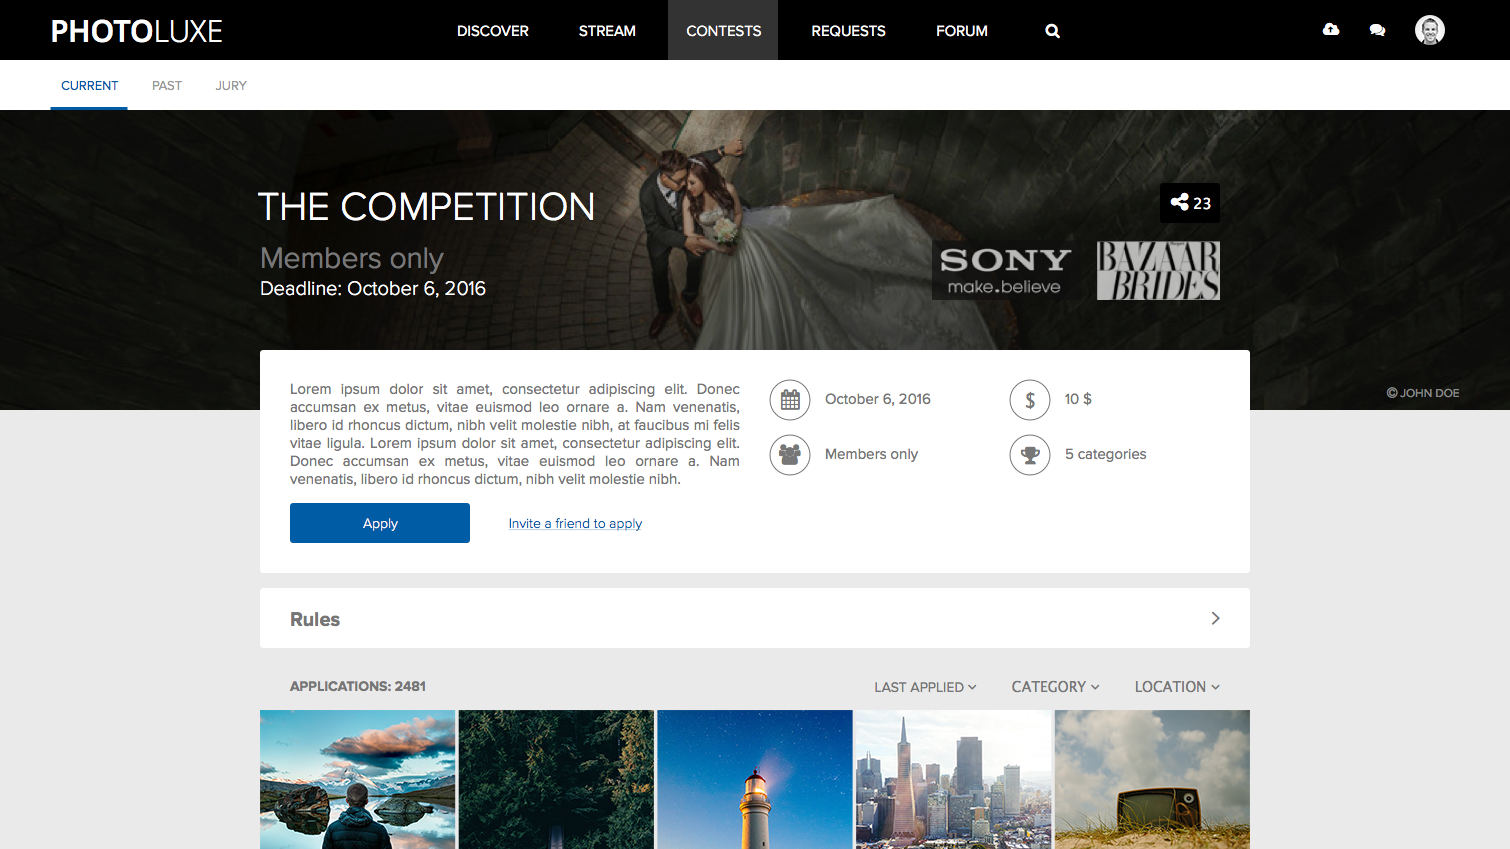 PHOTOLUXE
DISCOVER
STREAM
CONTESTS
REQUESTS
FORUM
CURRENT
PAST
JURY
THE COMPETITION
Members only
Deadline: October 6, 2016
23
SONY
make.believe
Harper's
BAZAAR
BRIDES
© JOHN DOE
Lorem ipsum dolor sit amet, consectetur adipiscing elit. Donec
accumsan ex metus, vitae euismod leo ornare a. Nam venenatis,
libero id rhoncus dictum, nibh velit molestie nibh, at faucibus mi felis
vitae ligula. Lorem ipsum dolor sit amet, consectetur adipiscing elit.
Donec accumsan ex metus, vitae euismod leo ornare a. Nam
venenatis, libero id rhoncus dictum, nibh velit molestie nibh.
October 6, 2016
$
10 $
Members only
5 categories
Apply
Invite a friend to apply
Rules
APPLICATIONS: 2481
LAST APPLIED
CATEGORY
LOCATION